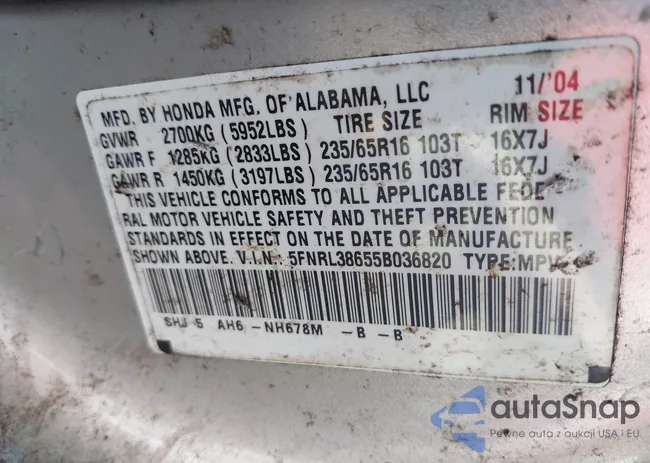 MFD. BY HONDA MFG. OF ALABAMA, LLC 11/'04
GVWR 2700KG (5952LBS) TIRE SIZE RIM SIZE
GAWR F 1285KG (2833LBS) 235/65R16 103T 16X7J
GAWR R 1450KG (3197LBS) 235/65R16 103T 16X7J
THIS VEHICLE CONFORMS TO ALL APPLICABLE FEDE
RAL MOTOR VEHICLE SAFETY AND THEFT PREVENTION
STANDARDS IN EFFECT ON THE DATE OF MANUFACTURE
SHOWN ABOVE. V.I.N.: 5FNRL38655B036820 TYPE:MPV
SHJ 5 AH6 -NH678M -B -B
autaSnap
Pewne auta z aukcji USA i EU